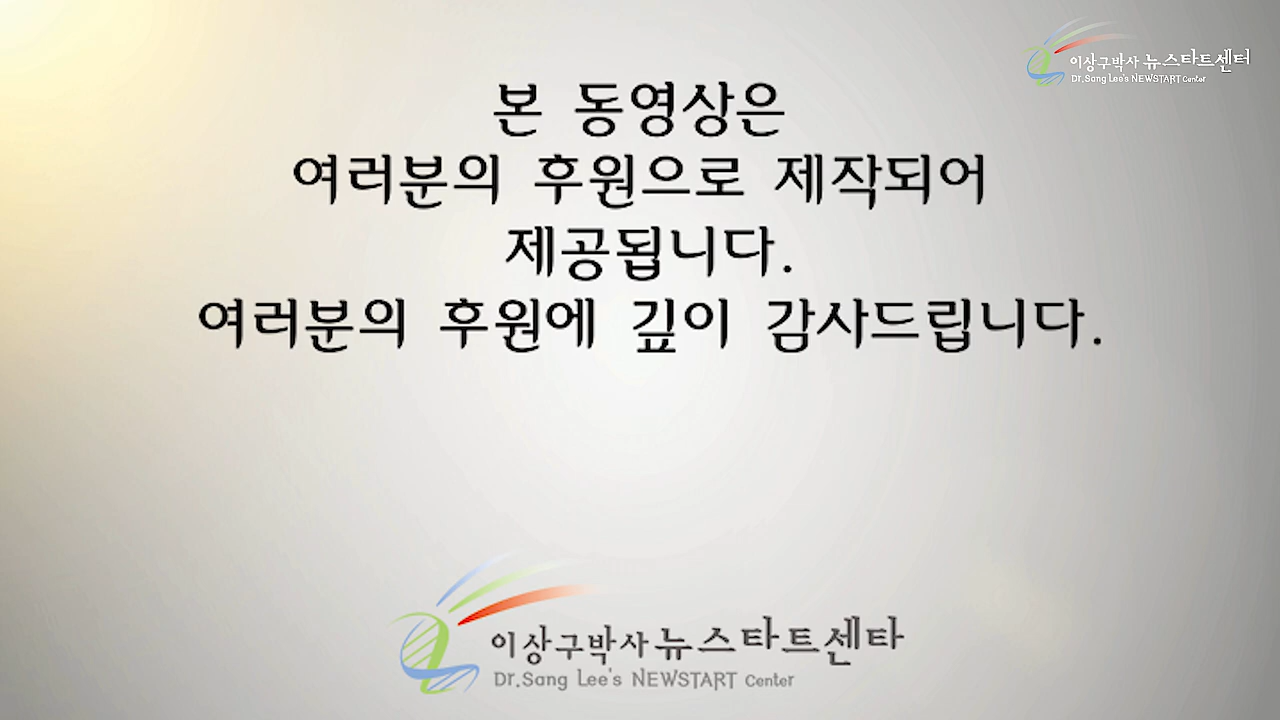 이상구박사 뉴스타트센터
Dr.Sang Lee's NEWSTART Center
본 동영상은
여러분의 후원으로 제작되어
제공됩니다.
여러분의 후원에 깊이 감사드립니다.
이상구박사 뉴스타트센타
Dr.Sang Lee's NEWSTART Center